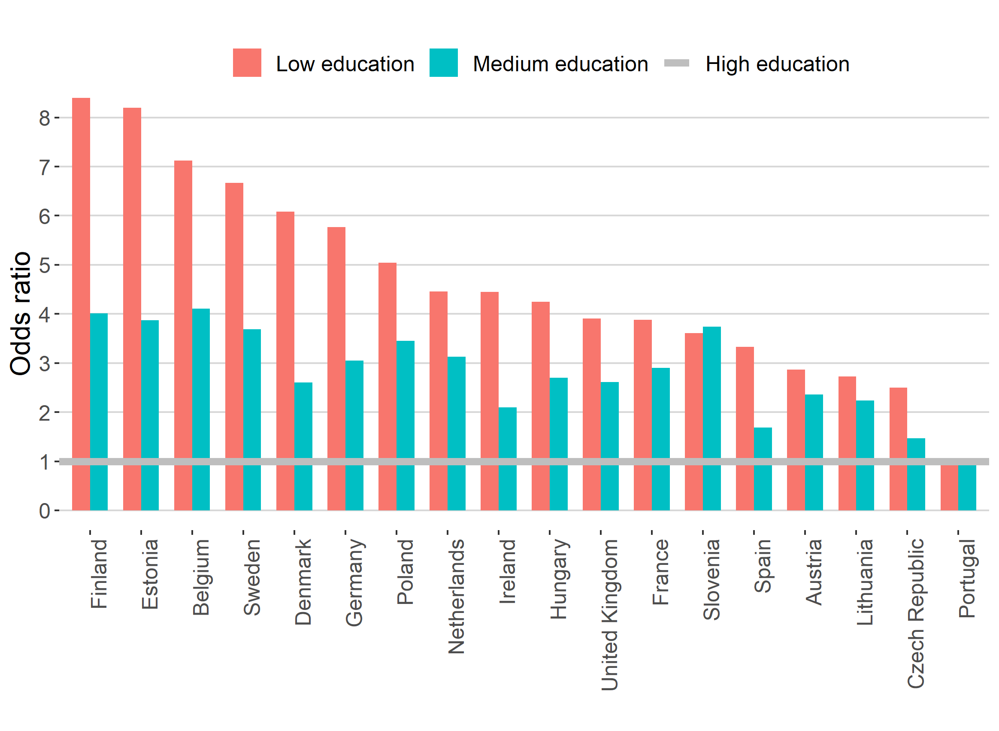 Low education Medium education High education
Odds ratio
8
7
6
5
4
3
2
1
0
Finland
Estonia
Belgium
Sweden
Denmark
Germany
Poland
Netherlands
Ireland
Hungary
United Kingdom
France
Slovenia
Spain
Austria
Lithuania
Czech Republic
Portugal